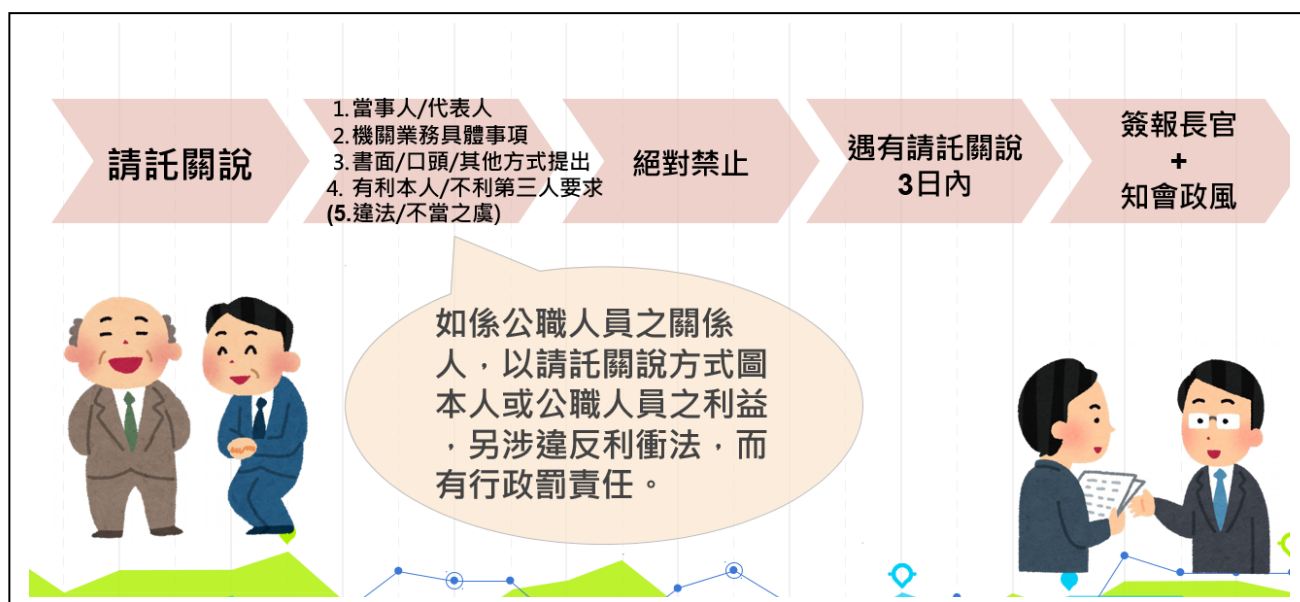 請託關說
1.當事人/代表人
2.機關業務具體事項
3.書面/口頭/其他方式提出
4. 有利本人/不利第三人要求
(5.違法/不當之虞)
絕對禁止
遇有請託關說
3日內
簽報長官
+
知會政風
如係公職人員之關係
人，以請託關說方式圖
本人或公職人員之利益
，另涉違反利衝法，而
有行政罰責任。